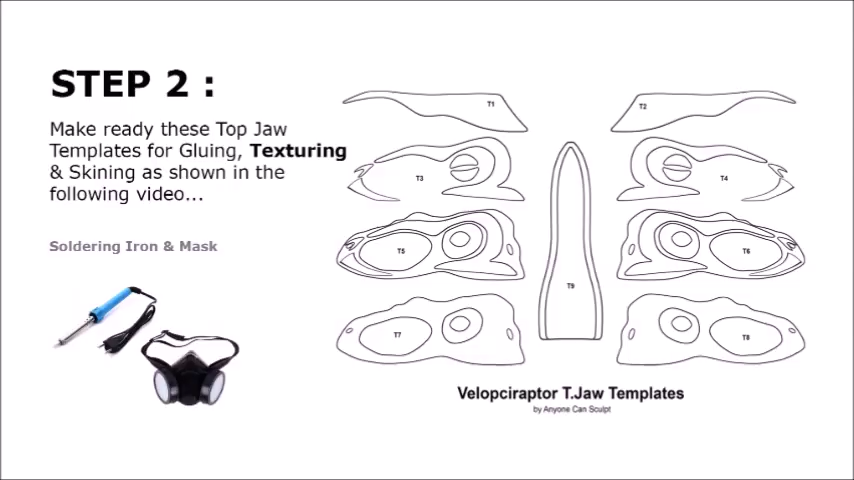 STEP 2 :
Make ready these Top Jaw
Templates for Gluing, Texturing
& Skining as shown in the
following video...
Soldering Iron & Mask
T1
T2
T3
T4
T5
T6
T9
T7
T8
Velopciraptor T.Jaw Templates
by Anyone Can Sculpt